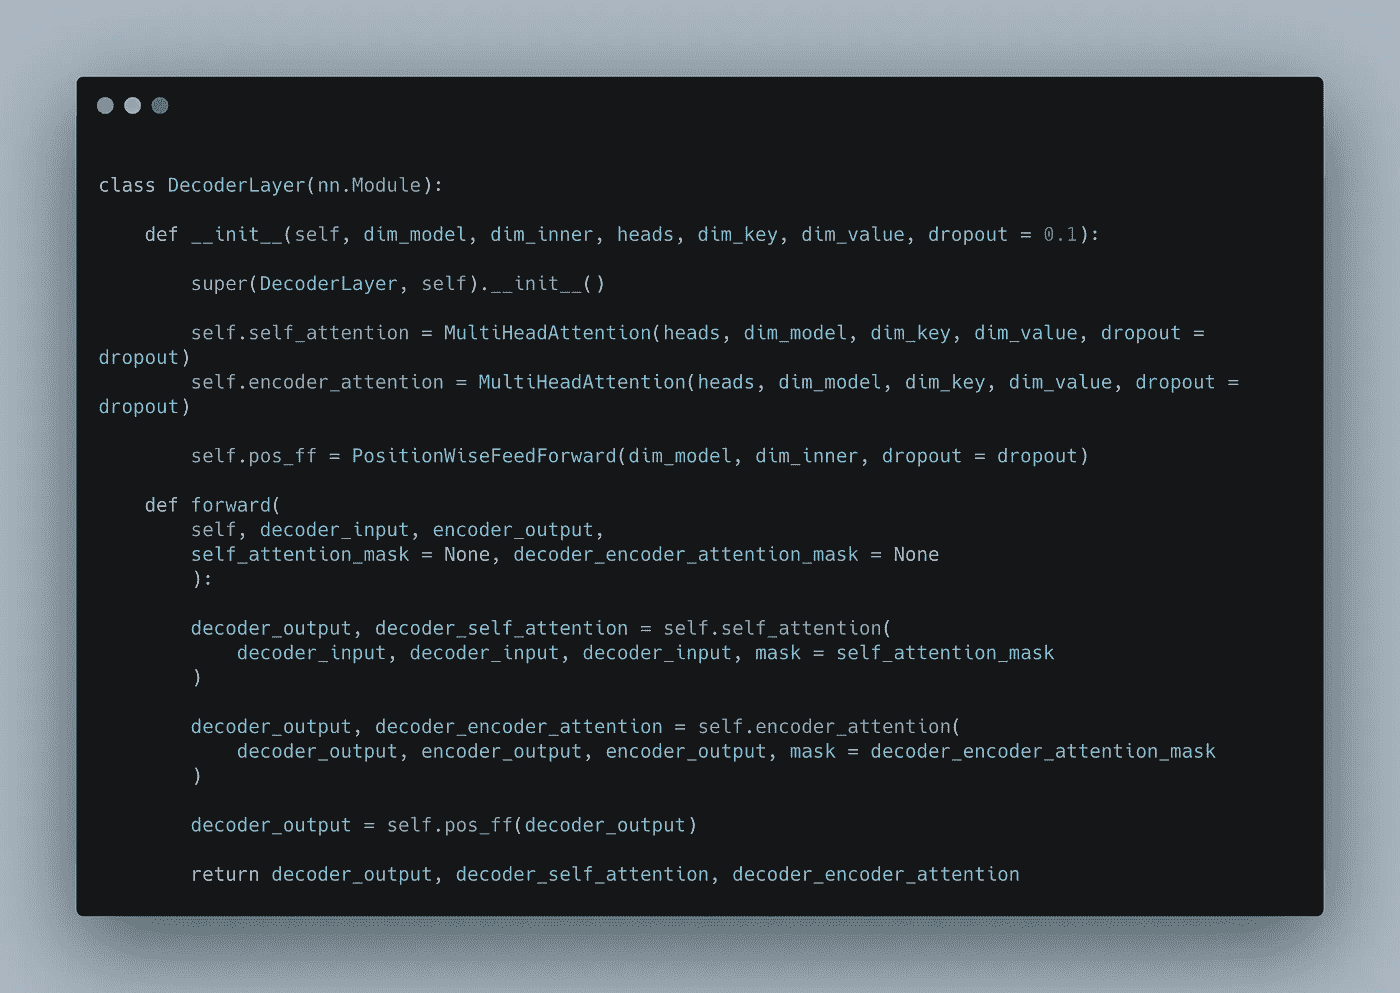 class DecoderLayer(nn.Module):
def __init__(self, dim_model, dim_inner, heads, dim_key, dim_value, dropout = 0.1):
super(DecoderLayer, self).__init__()
self.self_attention = MultiHeadAttention(heads, dim_model, dim_key, dim_value, dropout =
dropout)
self.encoder_attention = MultiHeadAttention(heads, dim_model, dim_key, dim_value, dropout =
dropout)
self.pos_ff = PositionWiseFeedForward(dim_model, dim_inner, dropout = dropout)
def forward(
self, decoder_input, encoder_output,
self_attention_mask = None, decoder_encoder_attention_mask = None
):
decoder_output, decoder_self_attention = self.self_attention(
decoder_input, decoder_input, decoder_input, mask = self_attention_mask
)
decoder_output, decoder_encoder_attention = self.encoder_attention(
decoder_output, encoder_output, encoder_output, mask = decoder_encoder_attention_mask
)
decoder_output = self.pos_ff(decoder_output)
return decoder_output, decoder_self_attention, decoder_encoder_attention